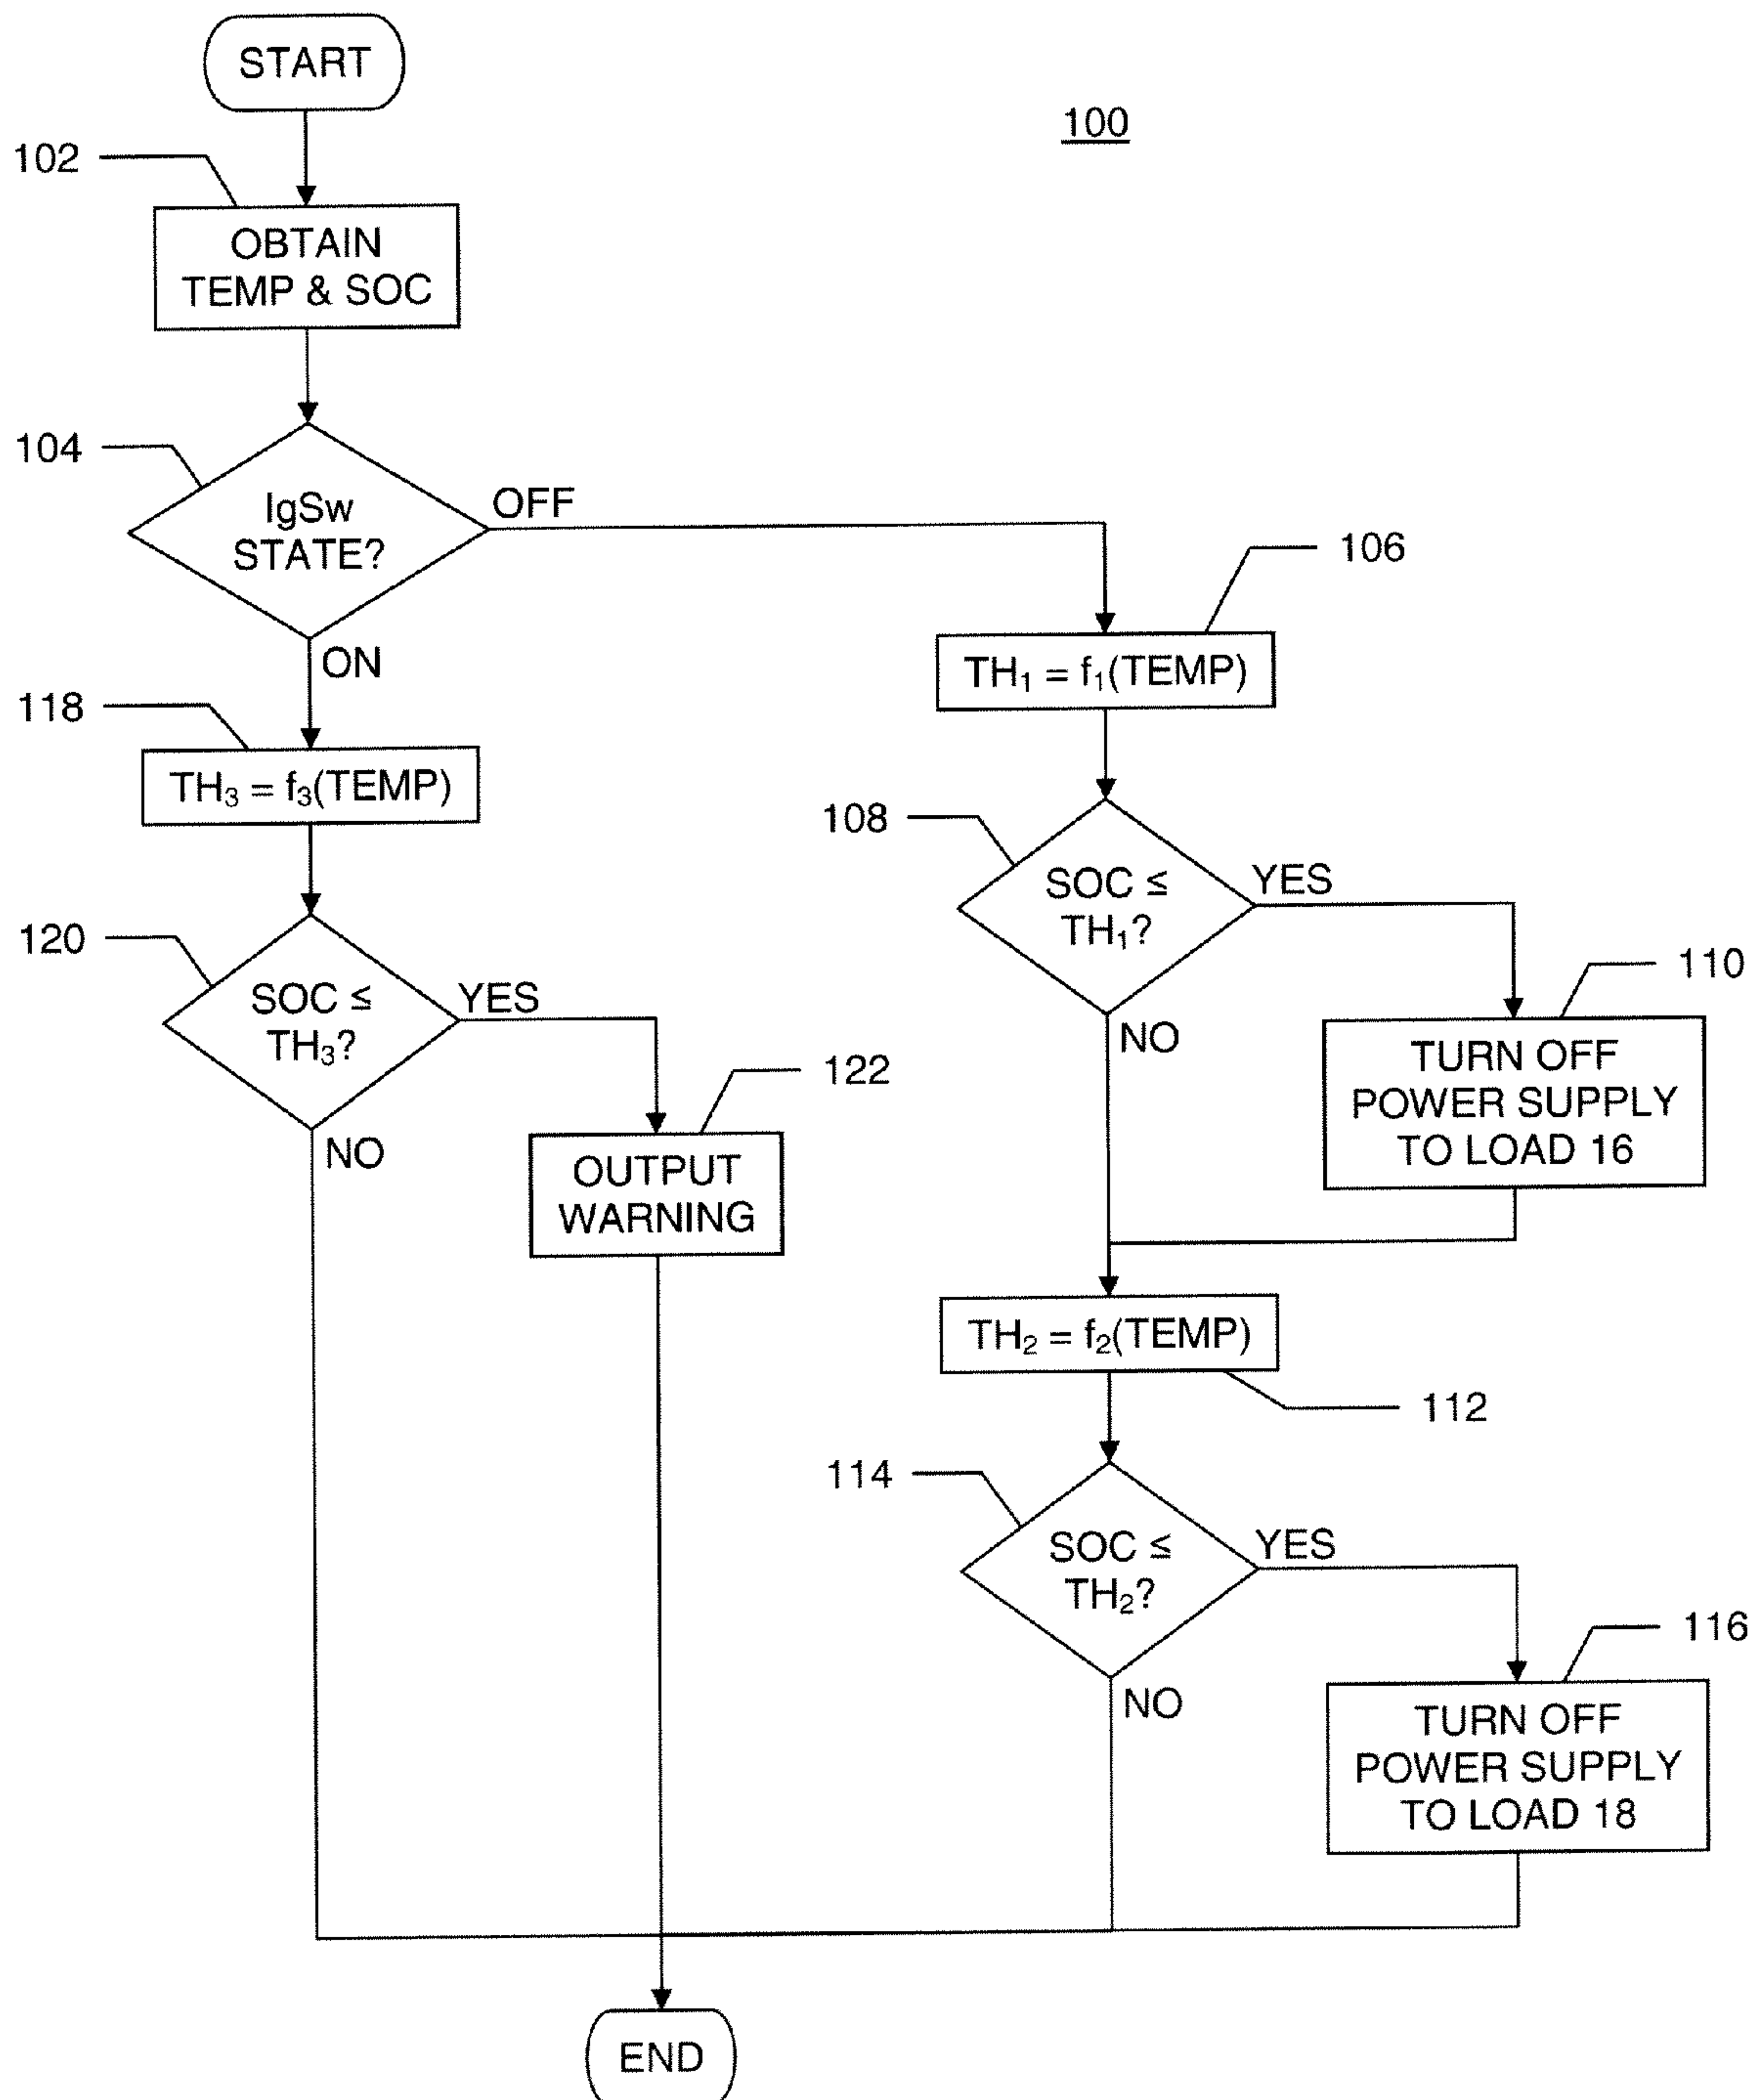 START
100
102
OBTAIN
TEMP & SOC
104
IgSw
STATE?
OFF
ON
106
TH₁ = f₁(TEMP)
118
TH₃ = f₃(TEMP)
108
SOC ≤
TH₁?
YES
NO
110
TURN OFF
POWER SUPPLY
TO LOAD 16
120
SOC ≤
TH₃?
YES
NO
122
OUTPUT
WARNING
TH₂ = f₂(TEMP)
112
114
SOC ≤
TH₂?
YES
NO
116
TURN OFF
POWER SUPPLY
TO LOAD 18
END